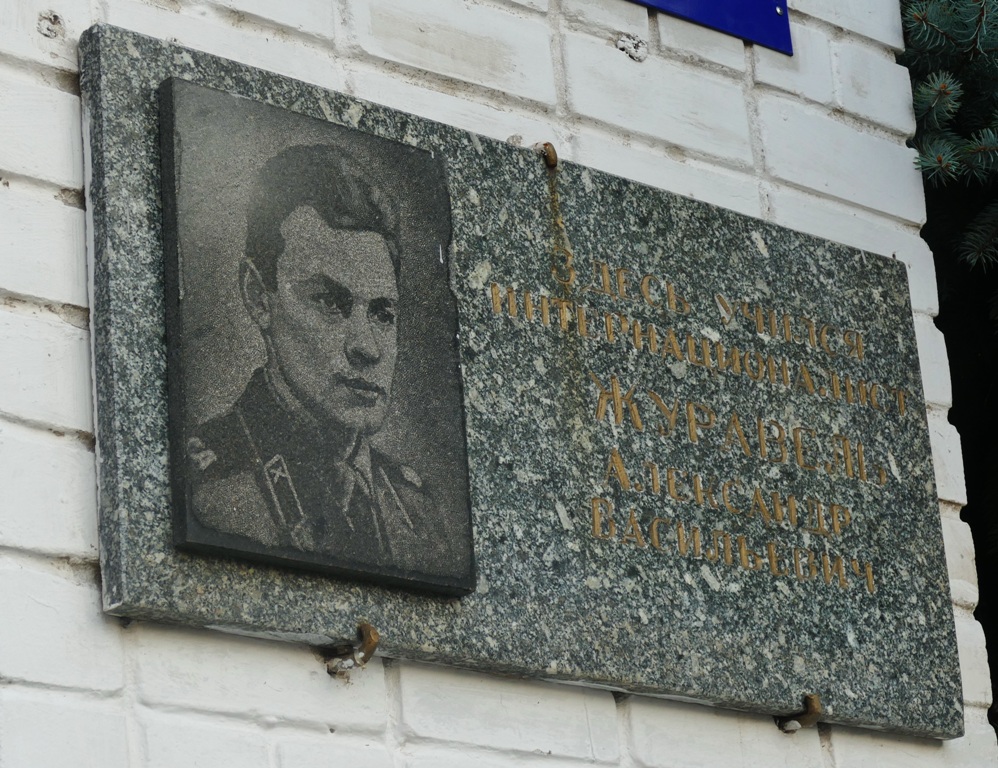 Здесь учился
интернационалист
Журавель
Александр
Васильевич